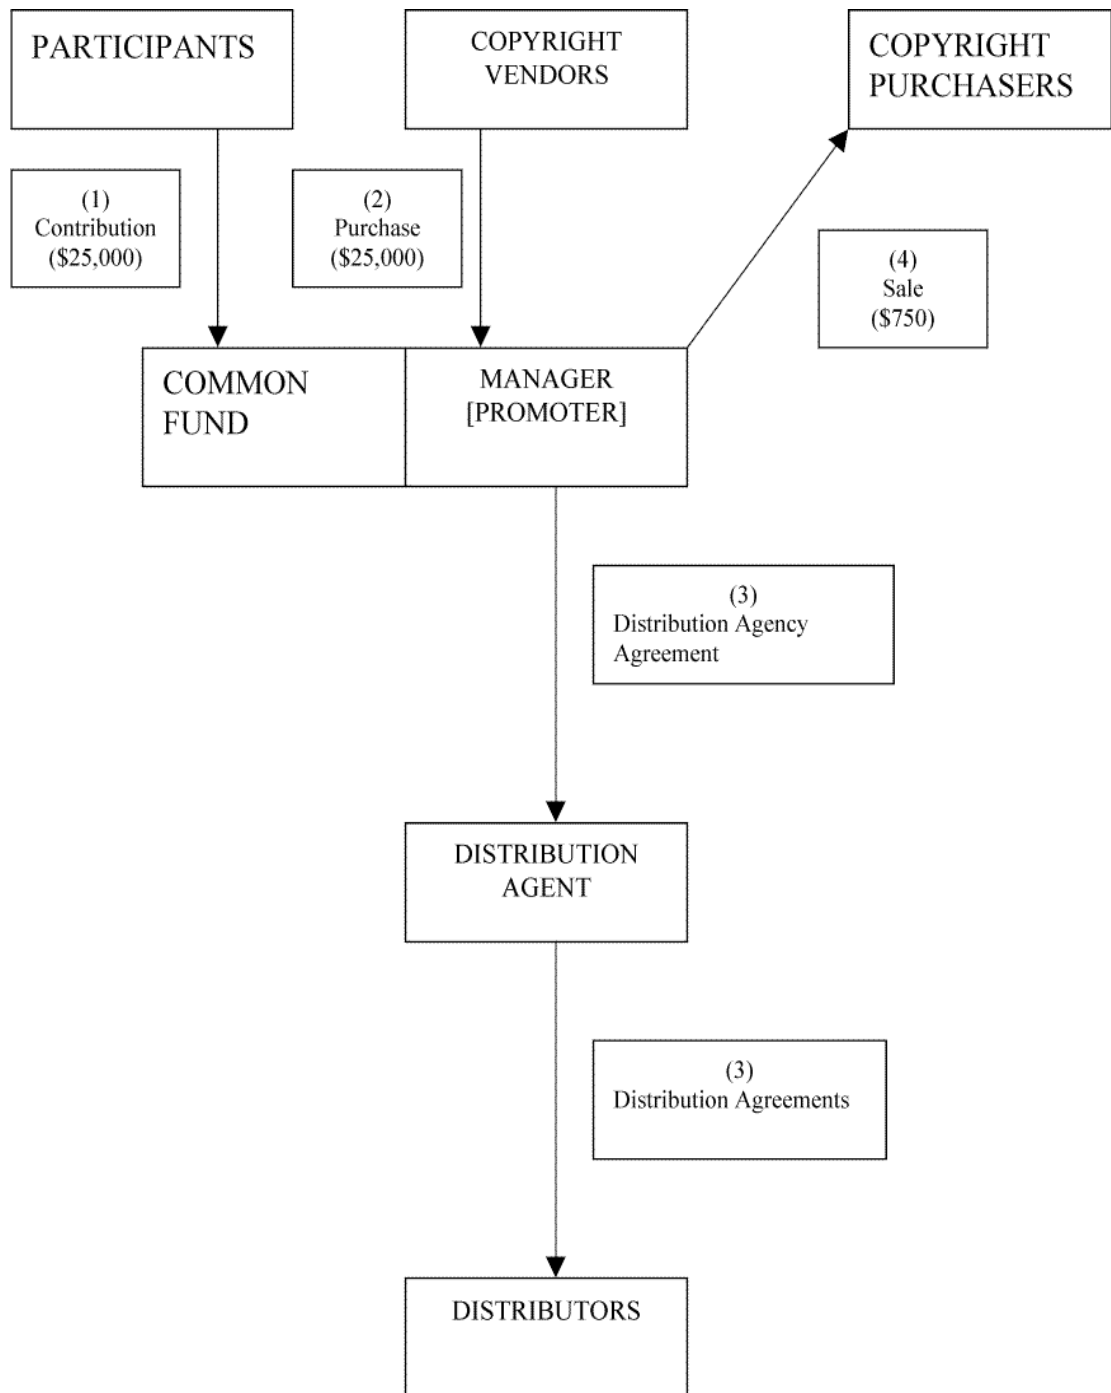 PARTICIPANTS
COPYRIGHT
VENDORS
COPYRIGHT
PURCHASERS
(1)
Contribution
($25,000)
(2)
Purchase
($25,000)
(4)
Sale
($750)
COMMON
FUND
MANAGER
[PROMOTER]
(3)
Distribution Agency
Agreement
DISTRIBUTION
AGENT
(3)
Distribution Agreements
DISTRIBUTORS